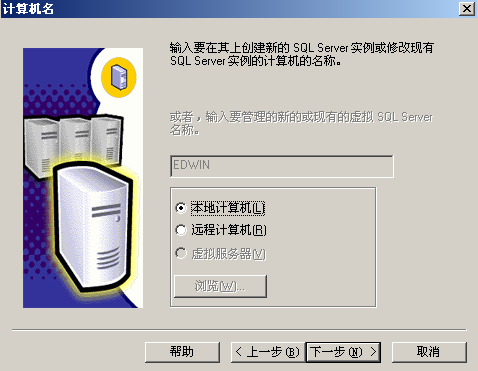 计算机名
输入要在其上创建新的 SQL Server 实例或修改现有
SQL Server 实例的计算机的名称。
或者，输入要管理的新的或现有的虚拟 SQL Server
名称。
EDWIN
本地计算机(L)
远程计算机(R)
虚拟服务器(V)
浏览(W)...
帮助
< 上一步(B)
下一步(N) >
取消